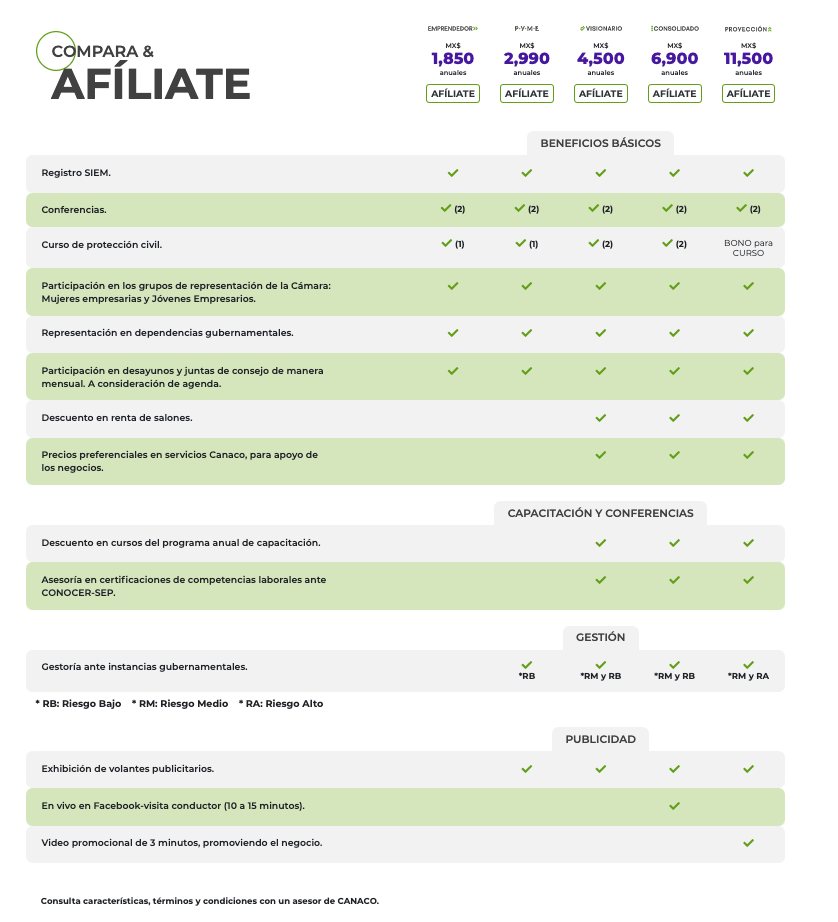 COMPARA &
AFÍLIATE
EMPRENDEDOR
P·Y·M·E
VISIONARIO
CONSOLIDADO
PROYECCIÓN
MX$ MX$ MX$ MX$ MX$
1,850 2,990 4,500 6,900 11,500
anuales anuales anuales anuales anuales
AFÍLIATE AFÍLIATE AFÍLIATE AFÍLIATE AFÍLIATE
BENEFICIOS BÁSICOS
Registro SIEM.
Conferencias. (2) (2) (2) (2) (2)
Curso de protección civil. (1) (1) (2) (2) BONO para
CURSO
Participación en los grupos de representación de la Cámara:
Mujeres empresarias y Jóvenes Empresarios.
Representación en dependencias gubernamentales.
Participación en desayunos y juntas de consejo de manera
mensual. A consideración de agenda.
Descuento en renta de salones.
Precios preferenciales en servicios Canaco, para apoyo de
los negocios.
CAPACITACIÓN Y CONFERENCIAS
Descuento en cursos del programa anual de capacitación.
Asesoría en certificaciones de competencias laborales ante
CONOCER-SEP.
GESTIÓN
Gestoría ante instancias gubernamentales.
*RB *RM y RB *RM y RB *RM y RA
* RB: Riesgo Bajo * RM: Riesgo Medio * RA: Riesgo Alto
PUBLICIDAD
Exhibición de volantes publicitarios.
En vivo en Facebook-visita conductor (10 a 15 minutos).
Video promocional de 3 minutos, promoviendo el negocio.
Consulta características, términos y condiciones con un asesor de CANACO.